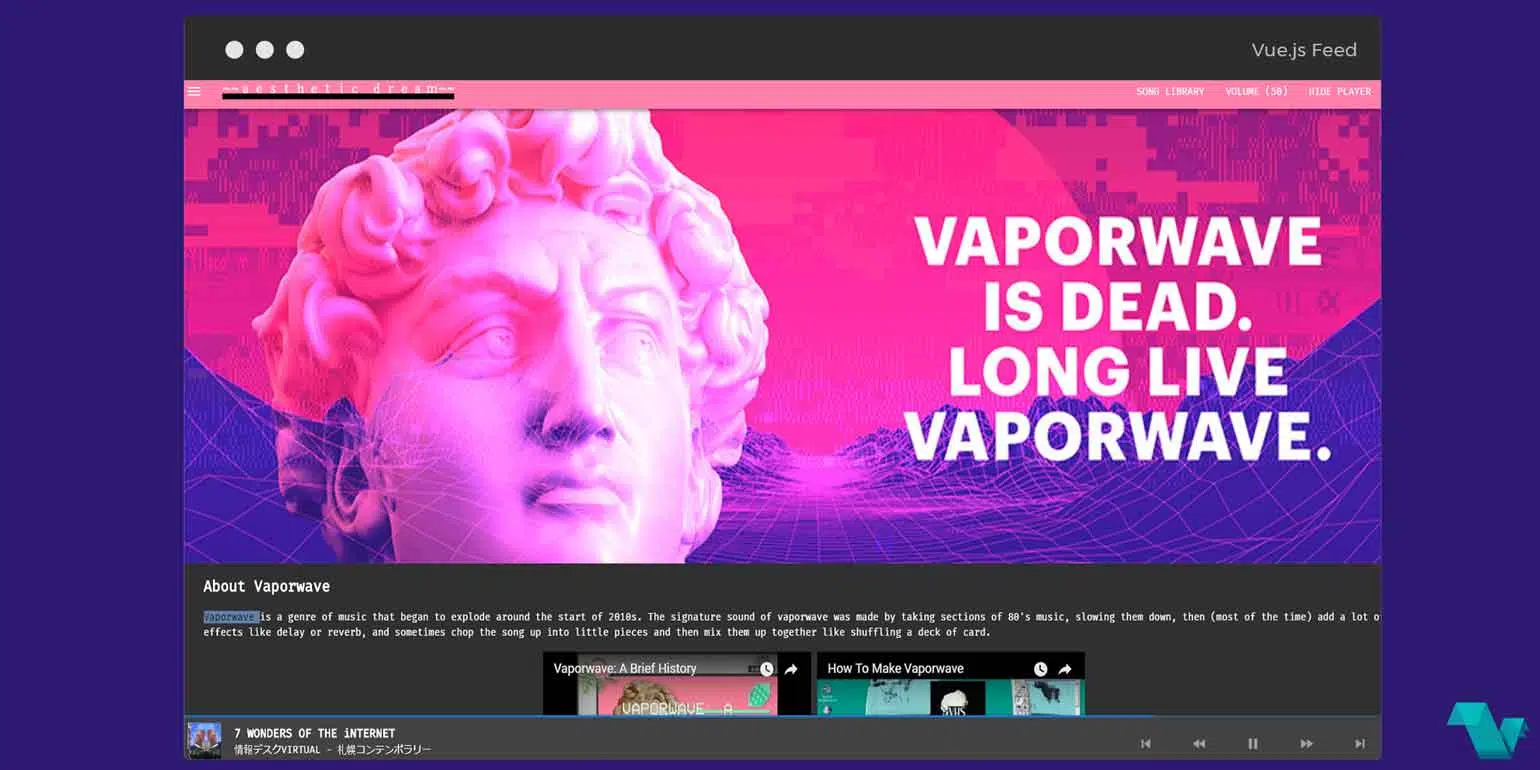 Vue.js Feed
~~aesthetic dream~~
SONG LIBRARY VOLUME (50) HIDE PLAYER
VAPORWAVE
IS DEAD.
LONG LIVE
VAPORWAVE.
About Vaporwave
Vaporwave is a genre of music that began to explode around the start of 2010s. The signature sound of vaporwave was made by taking sections of 80's music, slowing them down, then (most of the time) add a lot o
effects like delay or reverb, and sometimes chop the song up into little pieces and then mix them up together like shuffling a deck of card.
Vaporwave: A Brief History
How To Make Vaporwave
VAPORWAVE: A
VHS
7 WONDERS OF THE iNTERNET
情報デスクVIRTUAL - 札幌コンテンポラリー